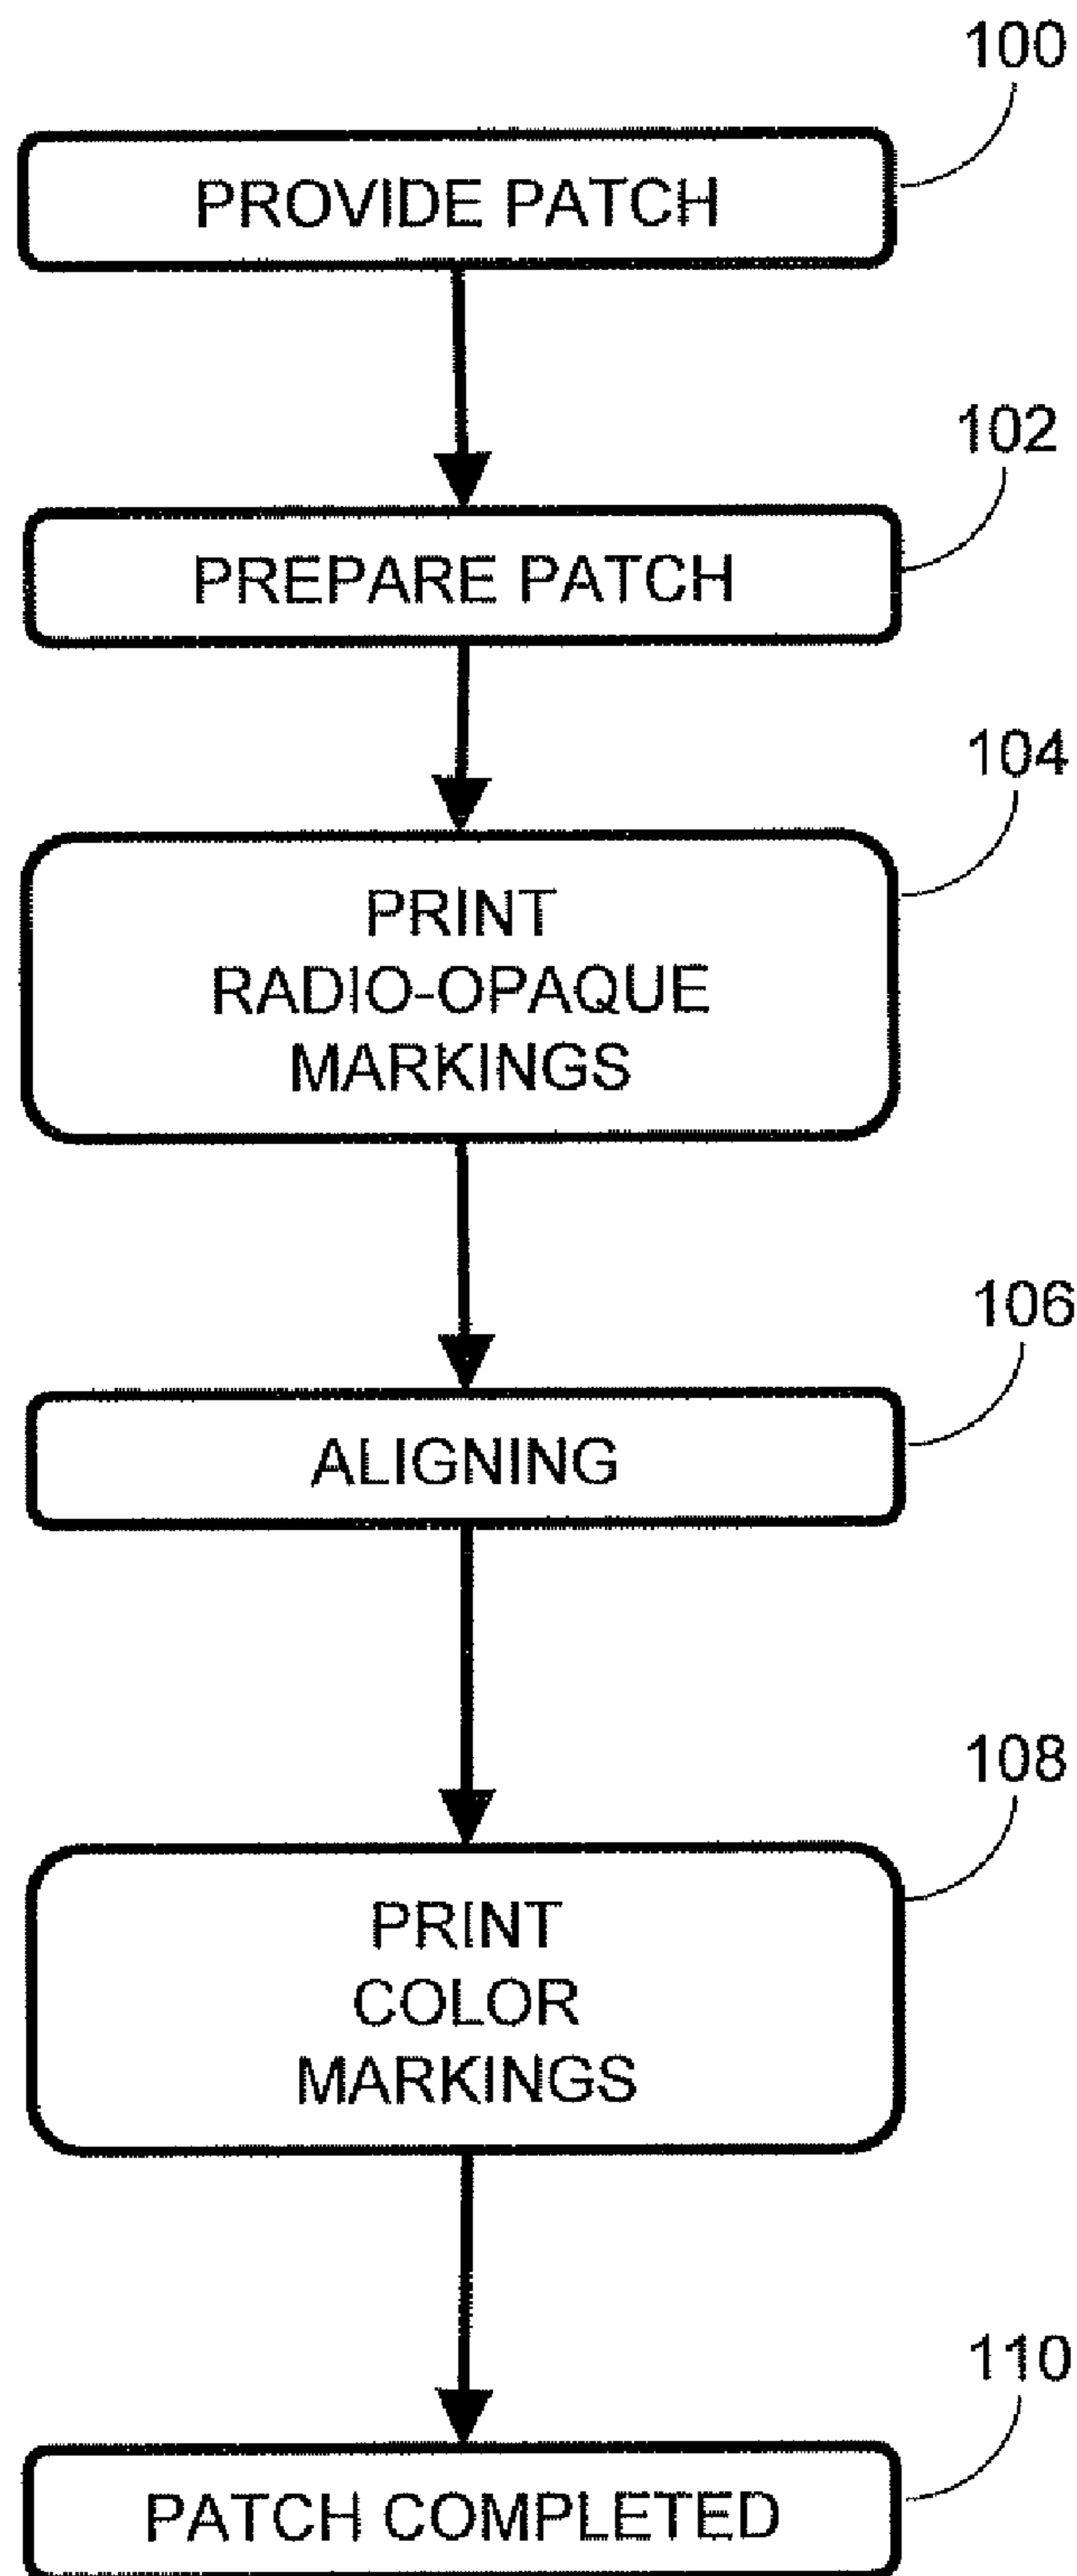 100
PROVIDE PATCH
102
PREPARE PATCH
104
PRINT
RADIO-OPAQUE
MARKINGS
106
ALIGNING
108
PRINT
COLOR
MARKINGS
110
PATCH COMPLETED